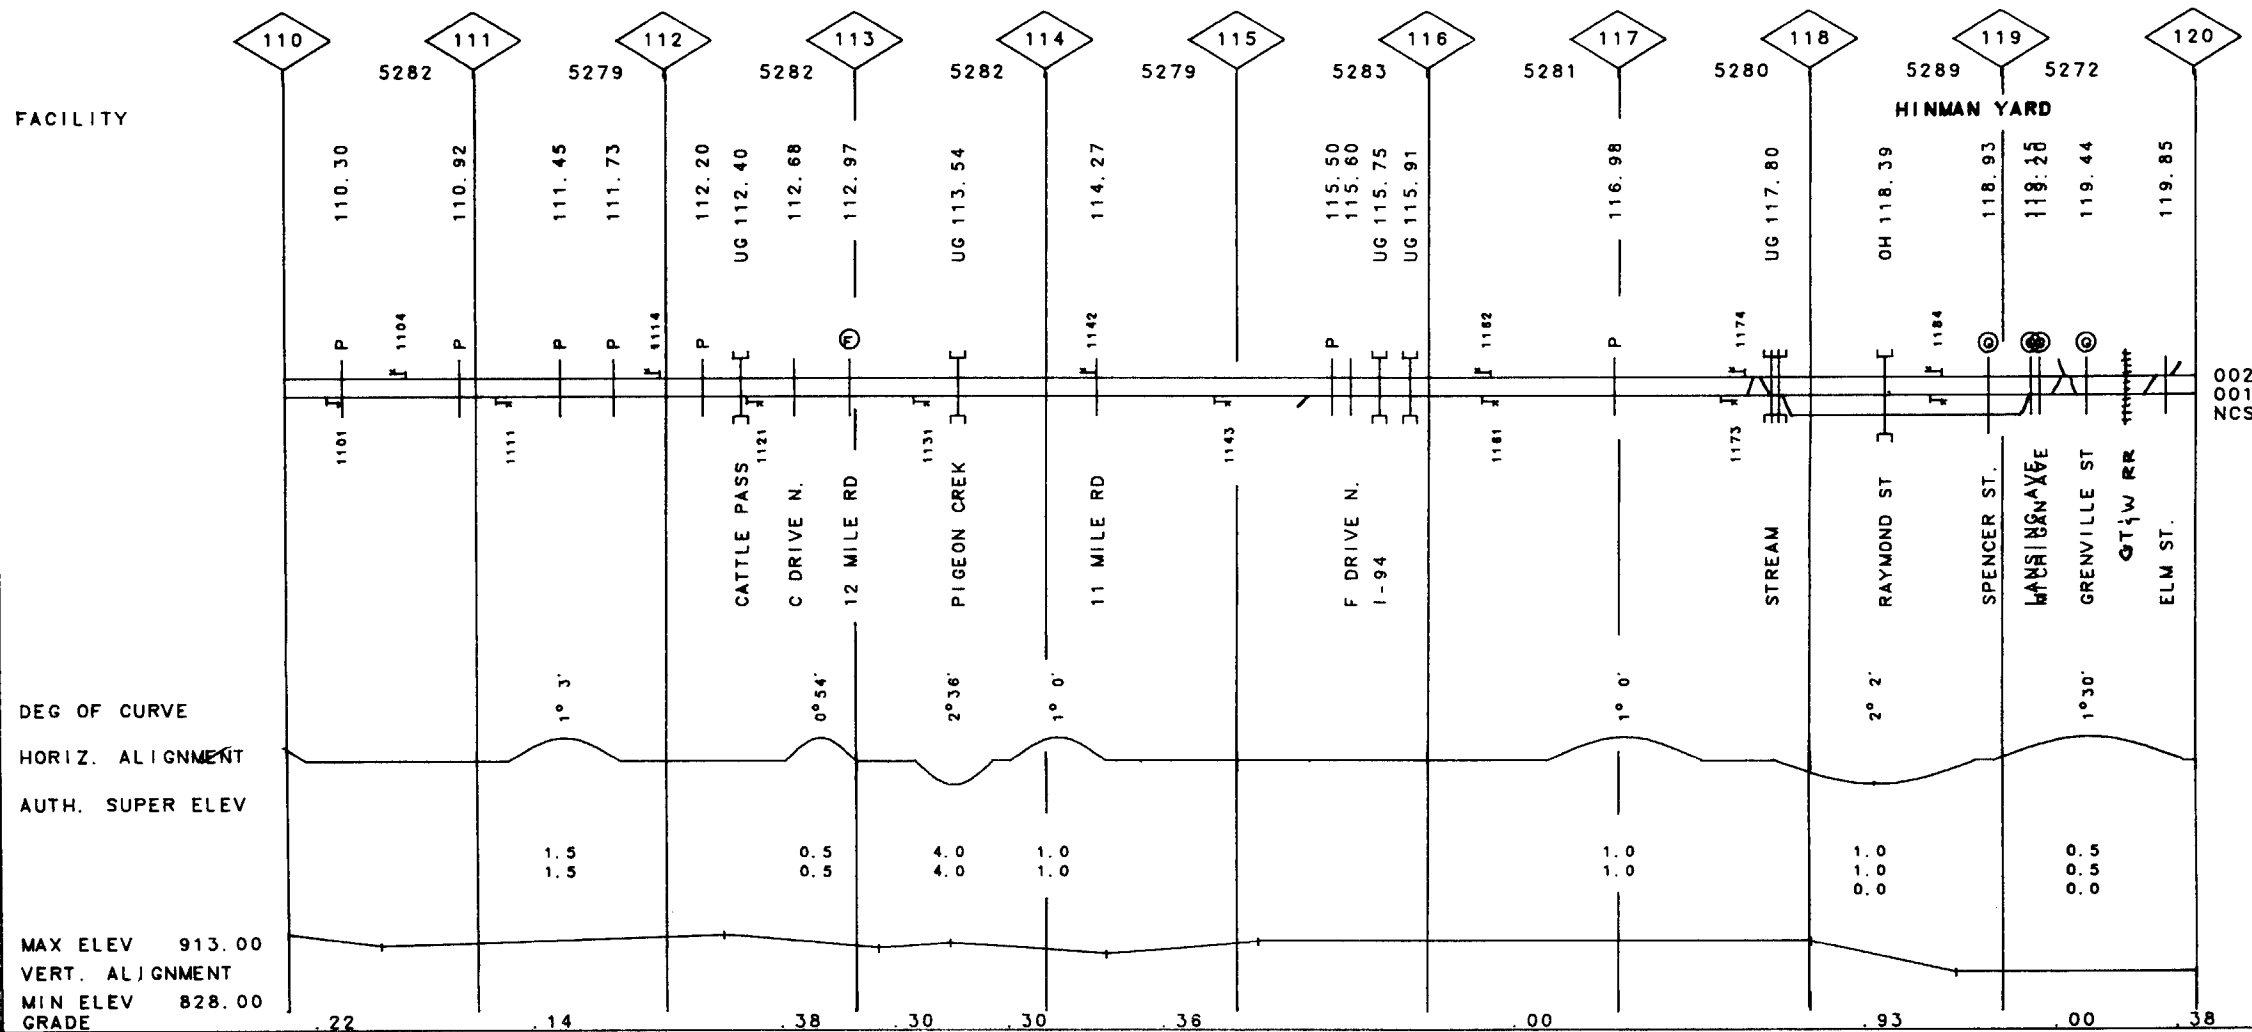 110 111 112 113 114 115 116 117 118 119 120
5282 5279 5282 5282 5279 5283 5281 5280 5289 5272
FACILITY
HINMAN YARD
110.30
110.92
111.45
111.73
112.20
UG 112.40
112.68
112.97
UG 113.54
114.27
115.50
115.60
UG 115.75
UG 115.91
116.98
UG 117.80
OH 118.39
118.93
119.15
119.20
119.44
119.85
P 1104 P P P 1114 P F 1142 P 1162 P 1174 1184 G G G G
002
001
NCS
1101 1111 1121 1131 1143 1161 1173
CATTLE PASS
C DRIVE N.
12 MILE RD
PIGEON CREK
11 MILE RD
F DRIVE N.
I-94
STREAM
RAYMOND ST
SPENCER ST.
LANSING AVE
MICHIGAN AVE
GRENVILLE ST
GT&W RR
ELM ST.
DEG OF CURVE 1° 3' 0°54' 2°36' 1° 0' 1° 0' 2° 2' 1°30'
HORIZ. ALIGNMENT
AUTH. SUPER ELEV
1.5 0.5 4.0 1.0 1.0 1.0 0.5
1.5 0.5 4.0 1.0 1.0 1.0 0.5
0.0 0.0
MAX ELEV 913.00
VERT. ALIGNMENT
MIN ELEV 828.00
GRADE .22 .14 .38 .30 .30 .36 .00 .93 .00 .38